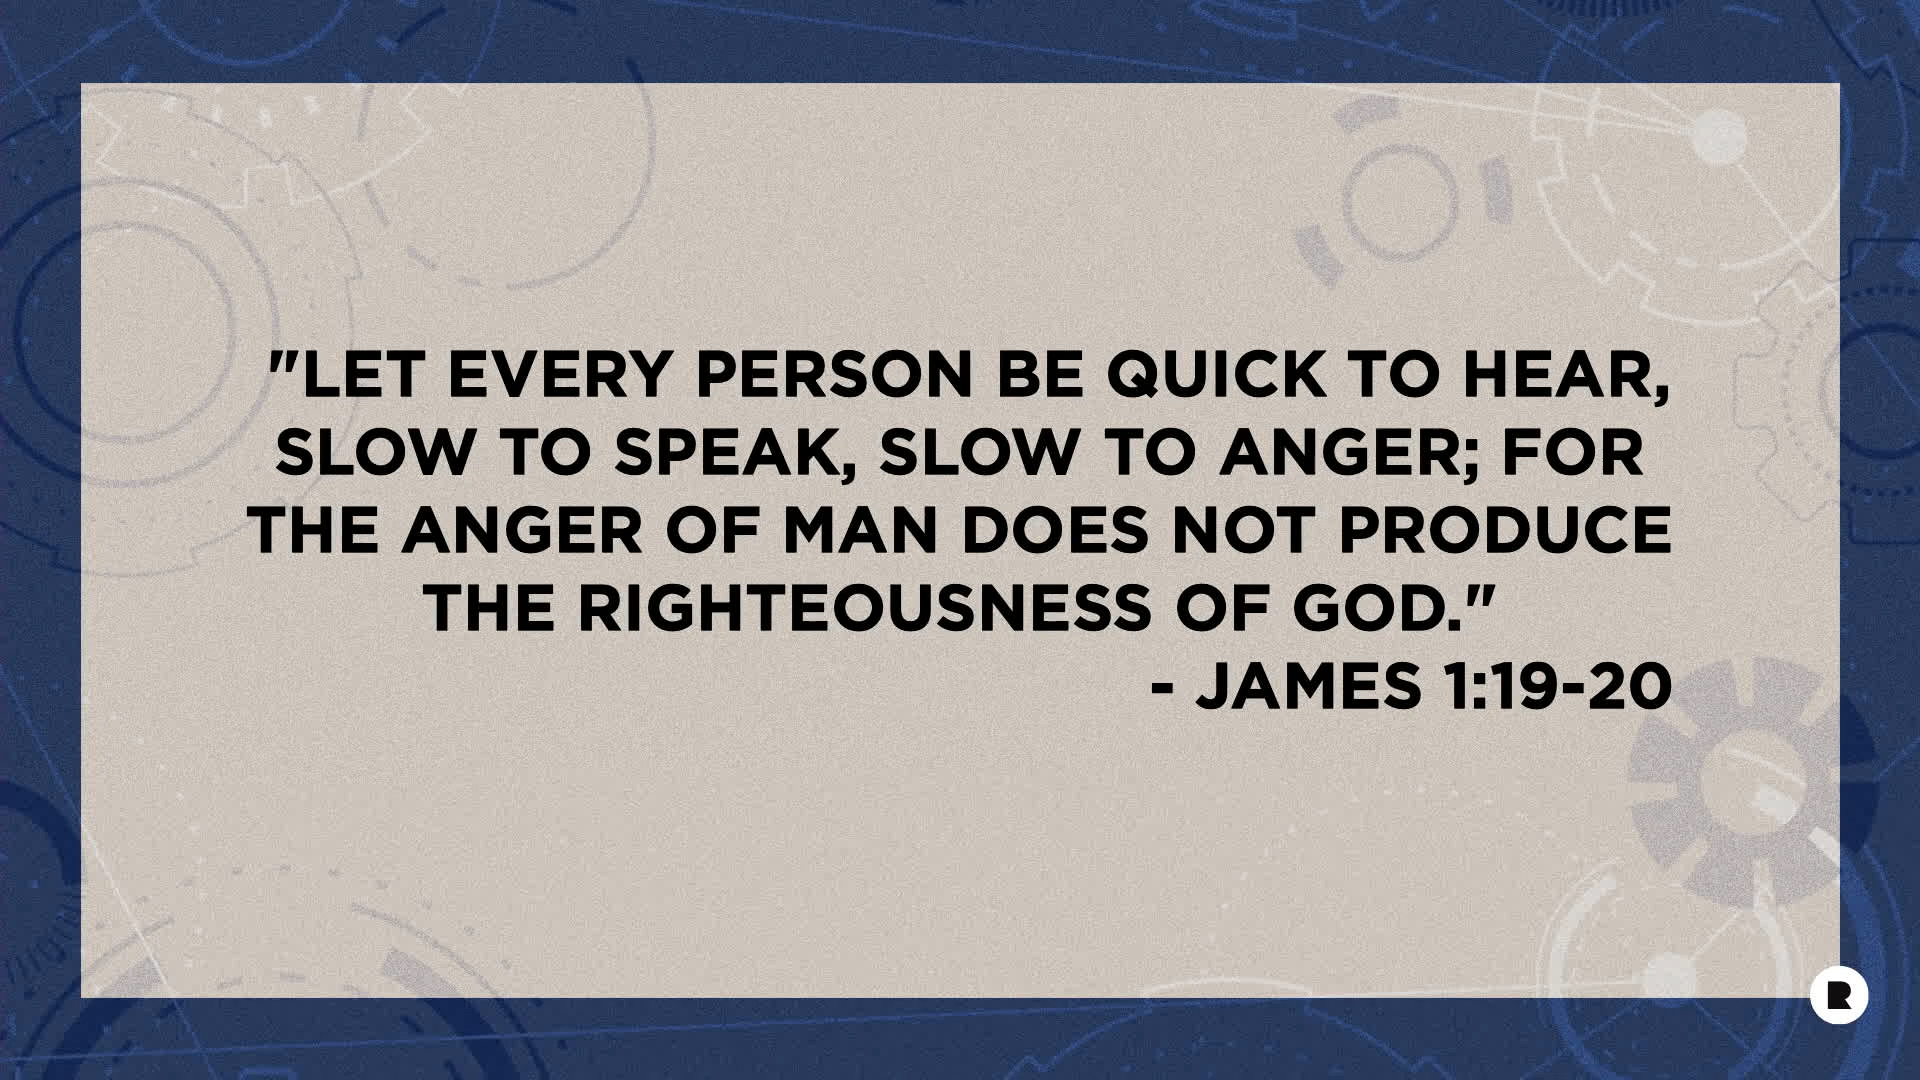 "LET EVERY PERSON BE QUICK TO HEAR,
SLOW TO SPEAK, SLOW TO ANGER; FOR
THE ANGER OF MAN DOES NOT PRODUCE
THE RIGHTEOUSNESS OF GOD."
- JAMES 1:19-20
R